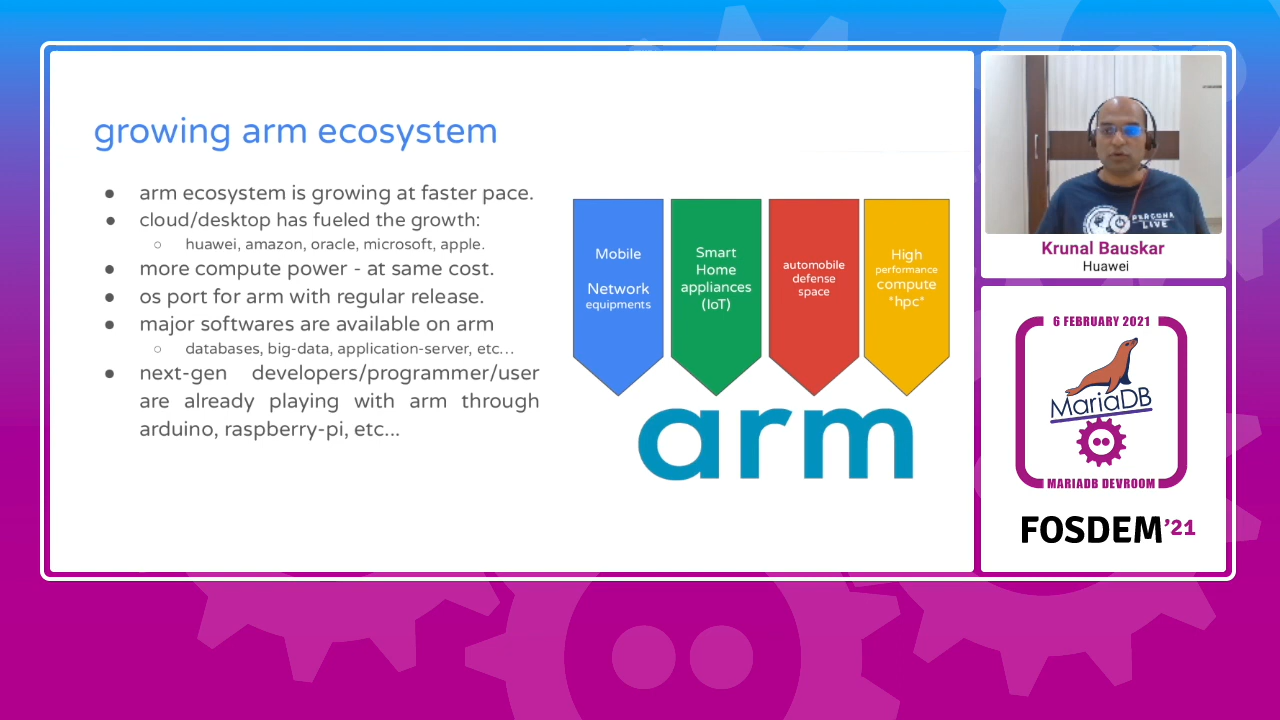 growing arm ecosystem
● arm ecosystem is growing at faster pace.
● cloud/desktop has fueled the growth:
○ huawei, amazon, oracle, microsoft, apple.
● more compute power - at same cost.
● os port for arm with regular release.
● major softwares are available on arm
○ databases, big-data, application-server, etc...
● next-gen developers/programmer/user
are already playing with arm through
arduino, raspberry-pi, etc...
Mobile
Network
equipments
Smart
Home
appliances
(IoT)
automobile
defense
space
High
performance
compute
*hpc*
arm
PERCONA
LIVE
Krunal Bauskar
Huawei
6 FEBRUARY 2021
MariaDB
MARIADB DEVROOM
FOSDEM'21